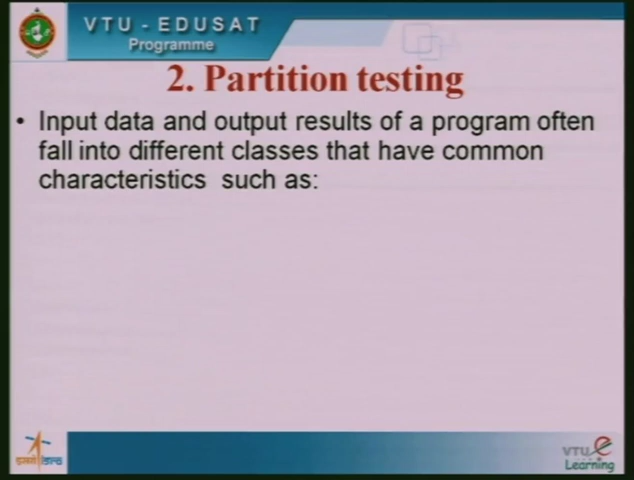 VTU - EDUSAT
Programme
2. Partition testing
• Input data and output results of a program often
fall into different classes that have common
characteristics such as:
VTU
Learning